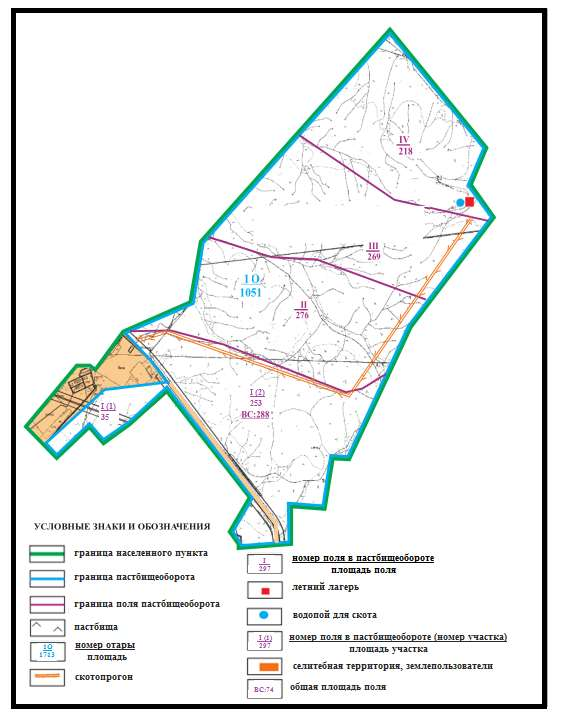 IV
218
III
269
I O
1051
II
276
I (2)
253
ВС:288
I (1)
35
УСЛОВНЫЕ ЗНАКИ И ОБОЗНАЧЕНИЯ
граница населенного пункта
граница пастбищеоборота
граница поля пастбищеоборота
пастбища
1О
1713
номер отары
площадь
скотопрогон
I
297
номер поля в пастбищеобороте
площадь поля
летний лагерь
водопой для скота
I (1)
297
номер поля в пастбищеобороте (номер участка)
площадь участка
селитебная территория, землепользователи
ВС:74
общая площадь поля